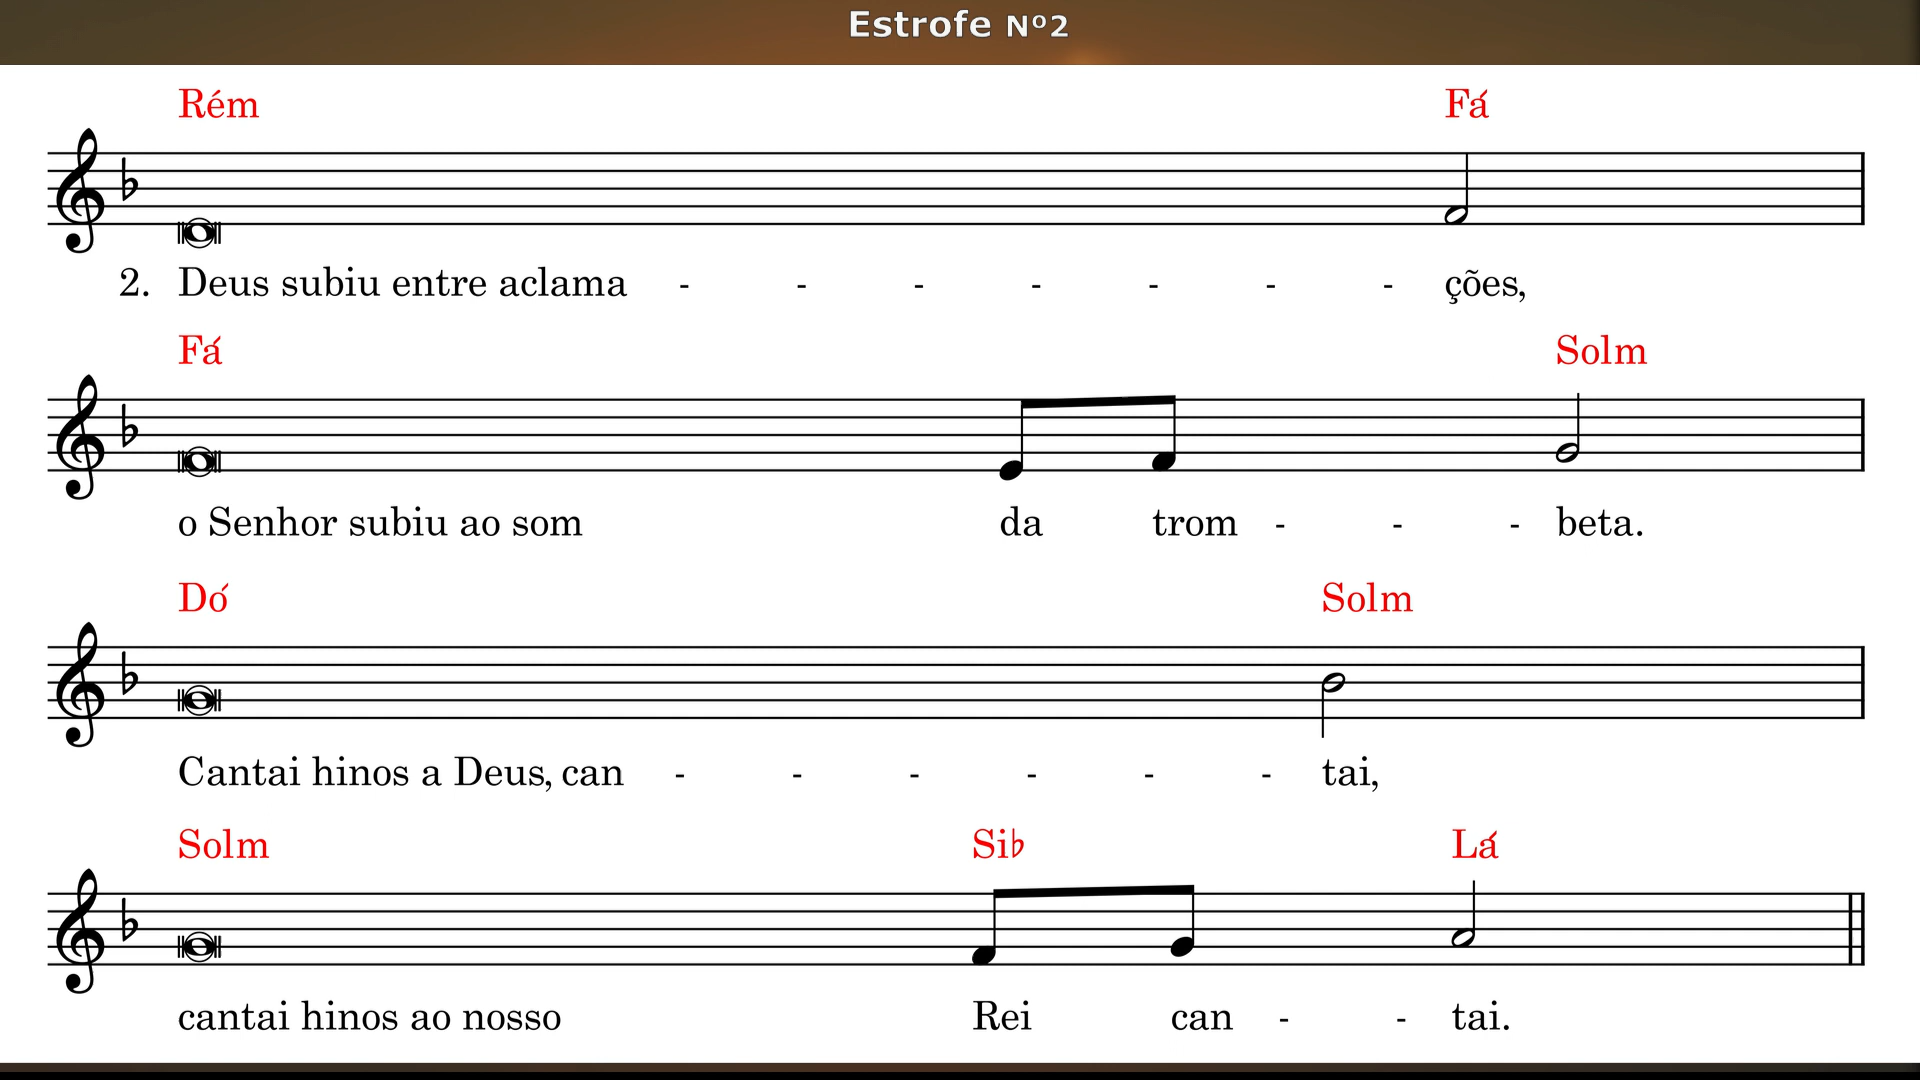 Estrofe Nº2
Rém Fá
2. Deus subiu entre aclama - - - - - - - ções,
Fá Solm
o Senhor subiu ao som da trom - - - beta.
Dó Solm
Cantai hinos a Deus, can - - - - - - tai,
Solm Si♭ Lá
cantai hinos ao nosso Rei can - - tai.